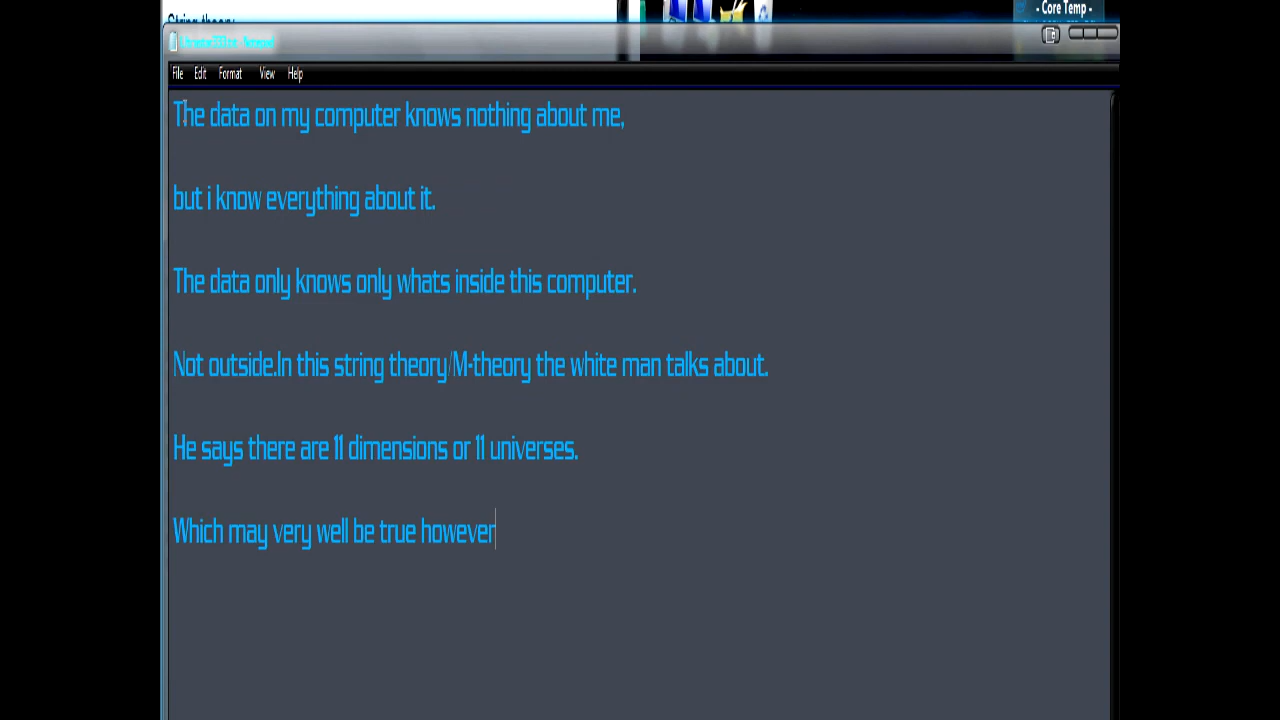 String theory
- Core Temp -
File Edit Format View Help
The data on my computer knows nothing about me,
but i know everything about it.
The data only knows only whats inside this computer.
Not outside.In this string theory/M-theory the white man talks about.
He says there are 11 dimensions or 11 universes.
Which may very well be true however